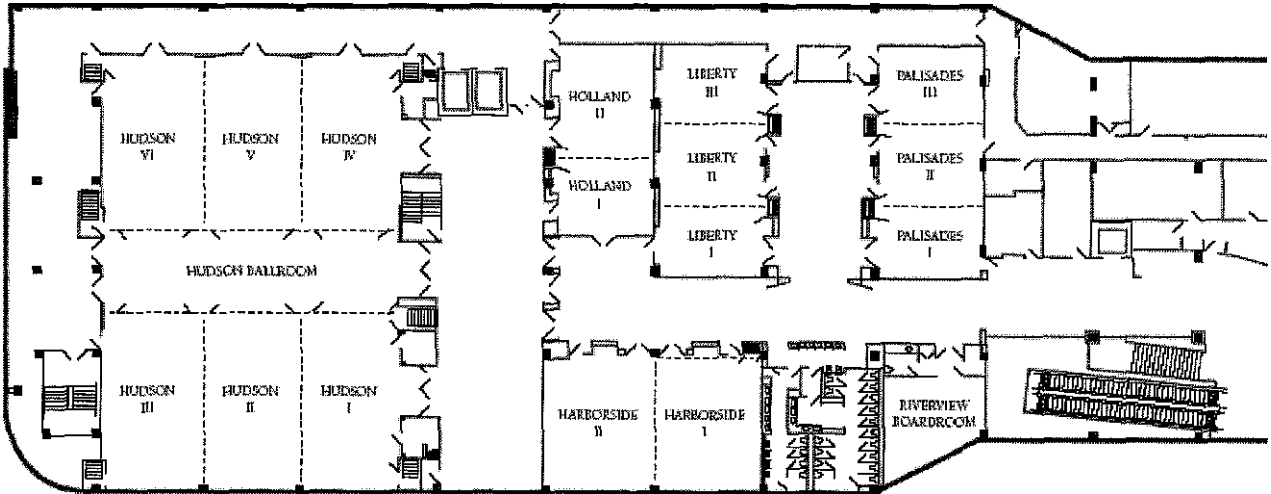 HUDSON
VI
HUDSON
V
HUDSON
IV
HOLLAND
II
LIBERTY
III
PALISADES
III
HOLLAND
I
LIBERTY
II
PALISADES
II
LIBERTY
I
PALISADES
I
HUDSON BALLROOM
HUDSON
III
HUDSON
II
HUDSON
I
HARBORSIDE
II
HARBORSIDE
I
RIVERVIEW
BOARDROOM